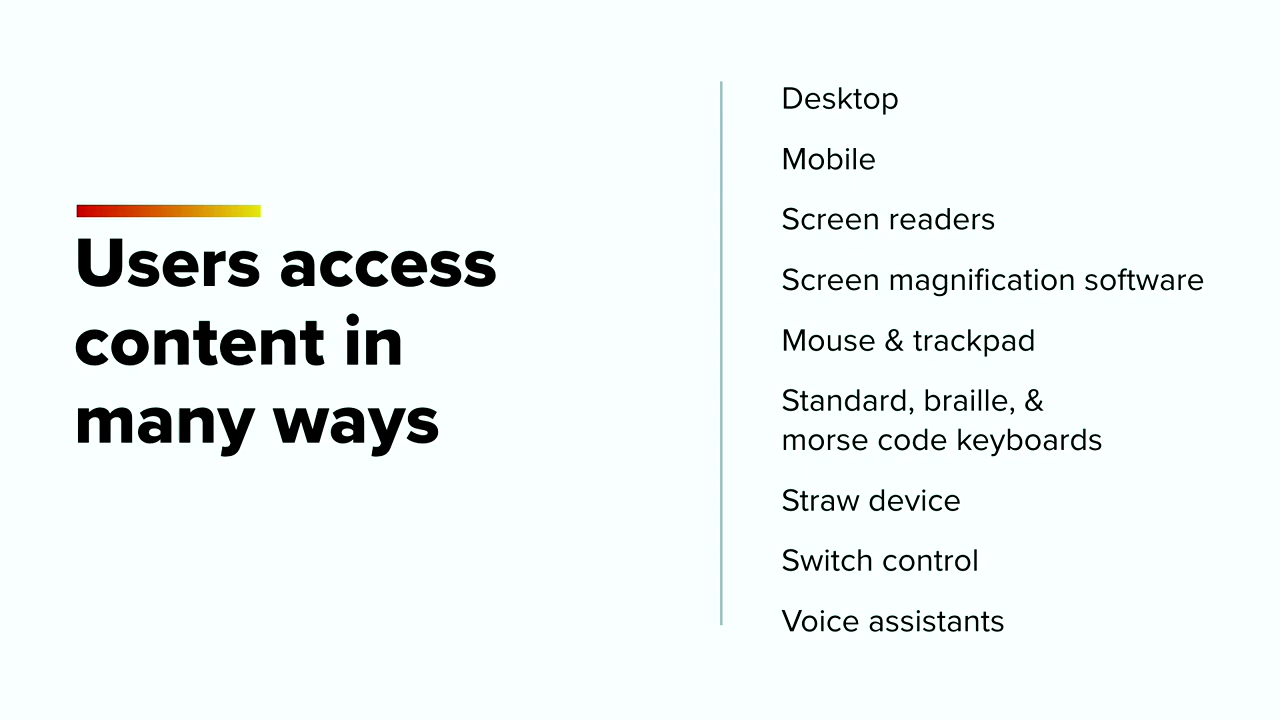 Users access
content in
many ways
Desktop
Mobile
Screen readers
Screen magnification software
Mouse & trackpad
Standard, braille, &
morse code keyboards
Straw device
Switch control
Voice assistants